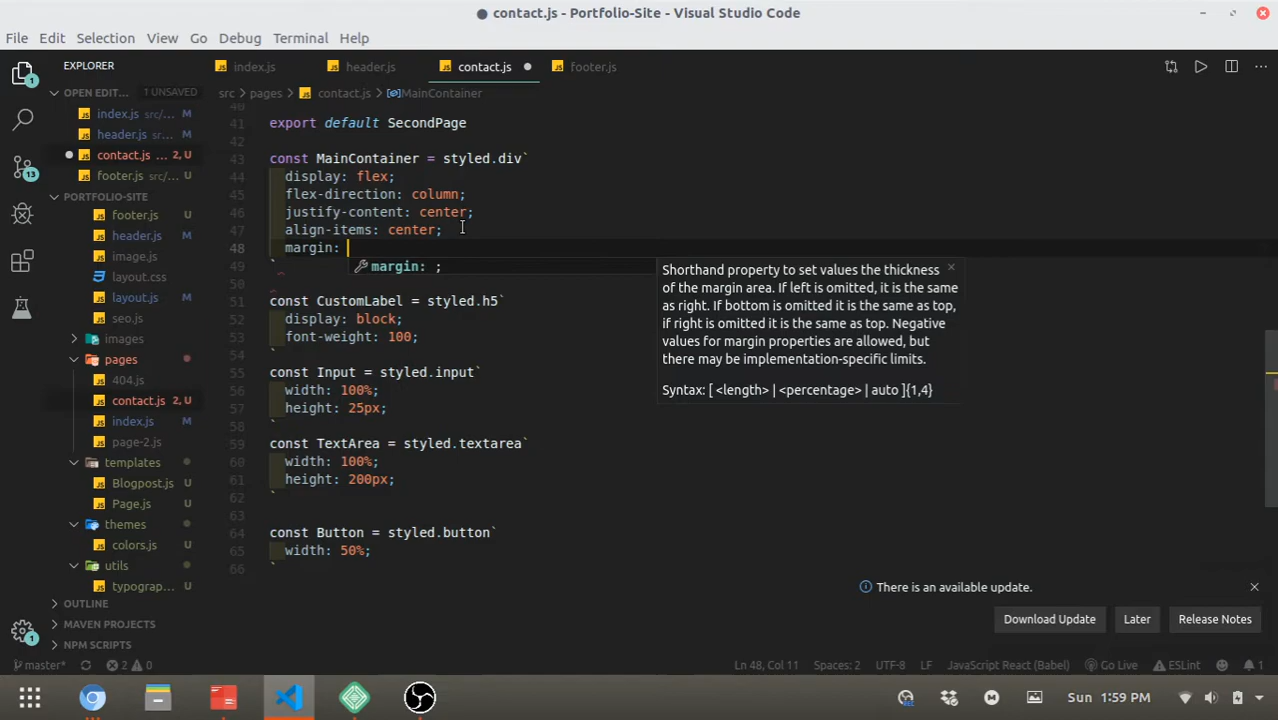 contact.js - Portfolio-Site - Visual Studio Code
File Edit Selection View Go Debug Terminal Help
EXPLORER
OPEN EDIT... 1 UNSAVED
index.js src/... M
header.js sr... M
contact.js ... 2, U
footer.js sr... U
PORTFOLIO-SITE
footer.js U
header.js M
image.js
layout.css
layout.js M
seo.js
images
pages
404.js
contact.js 2, U
index.js M
page-2.js
templates
Blogpost.js U
Page.js U
themes
colors.js U
utils
typograp... U
OUTLINE
MAVEN PROJECTS
NPM SCRIPTS
1
13
1
index.js header.js contact.js footer.js
src > pages > contact.js > MainContainer
40
41 export default SecondPage
42
43 const MainContainer = styled.div`
44 display: flex;
45 flex-direction: column;
46 justify-content: center;
47 align-items: center;
48 margin:
49 `
margin: ;
Shorthand property to set values the thickness
of the margin area. If left is omitted, it is the same
as right. If bottom is omitted it is the same as top,
if right is omitted it is the same as top. Negative
values for margin properties are allowed, but
there may be implementation-specific limits.
Syntax: [ <length> | <percentage> | auto ]{1,4}
50
51 const CustomLabel = styled.h5`
52 display: block;
53 font-weight: 100;
54 `
55 const Input = styled.input`
56 width: 100%;
57 height: 25px;
58 `
59 const TextArea = styled.textarea`
60 width: 100%;
61 height: 200px;
62 `
63
64 const Button = styled.button`
65 width: 50%;
66 `
There is an available update.
Download Update Later Release Notes
master* 2 0 Ln 48, Col 11 Spaces: 2 UTF-8 LF JavaScript React (Babel) Go Live ESLint 1
Sun 1:59 PM